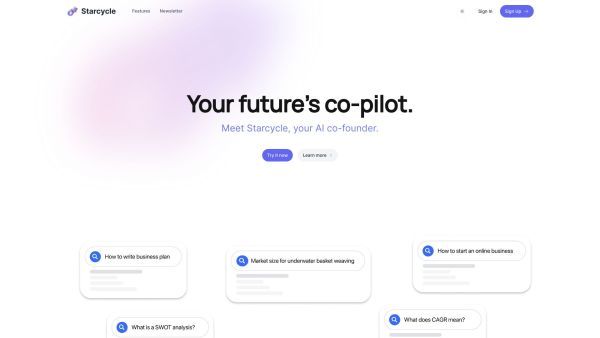 Starcycle
Features
Newsletter
Sign In
Sign Up →
Your future's co-pilot.
Meet Starcycle, your AI co-founder.
Try it now
Learn more
How to write business plan
Market size for underwater basket weaving
How to start an online business
What is a SWOT analysis?
What does CAGR mean?